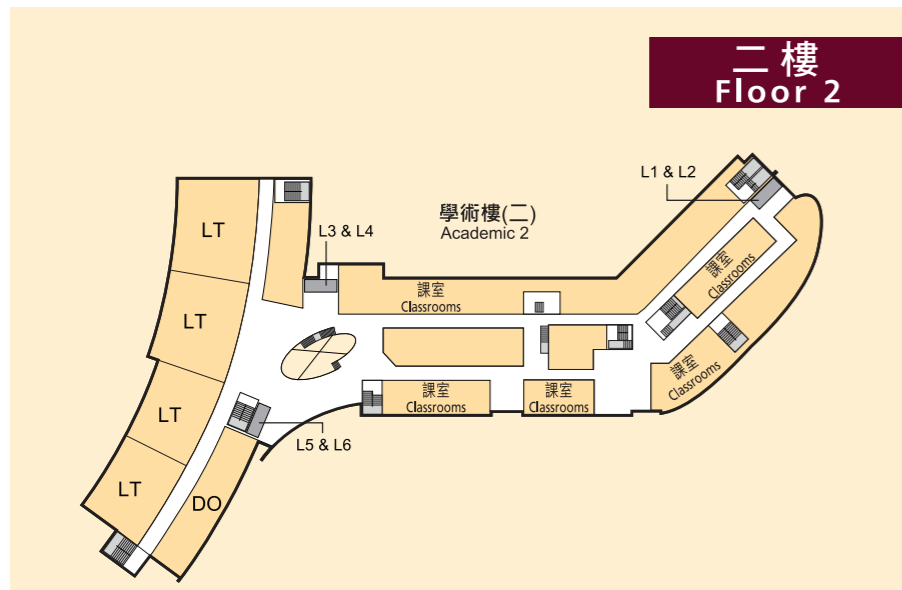 二樓
Floor 2
L1 & L2
學術樓(二)
Academic 2
L3 & L4
LT
課室
Classrooms
課室
Classrooms
LT
課室
Classrooms
課室
Classrooms
課室
Classrooms
LT
L5 & L6
LT
DO